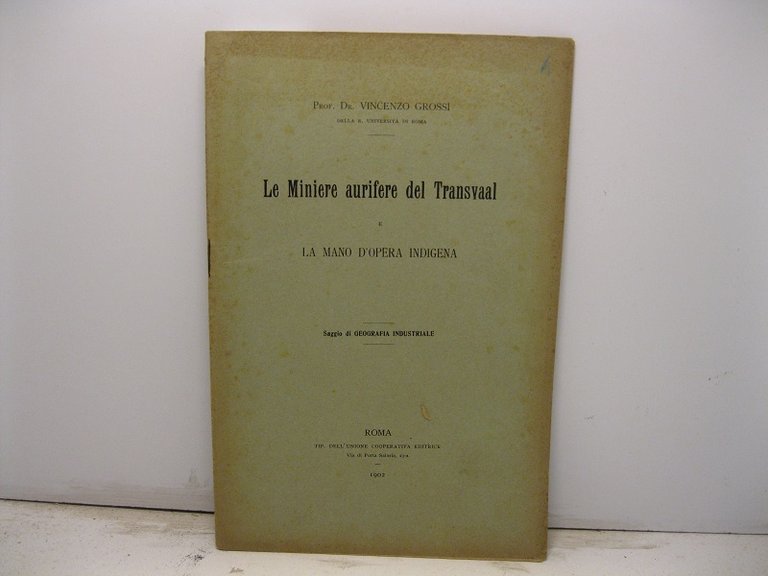 Prof. Dr. VINCENZO GROSSI
DELLA R. UNIVERSITÀ DI ROMA
Le Miniere aurifere del Transvaal
E
LA MANO D'OPERA INDIGENA
Saggio di GEOGRAFIA INDUSTRIALE
ROMA
TIP. DELL'UNIONE COOPERATIVA EDITRICE
Via di Porta Salaria,
1902